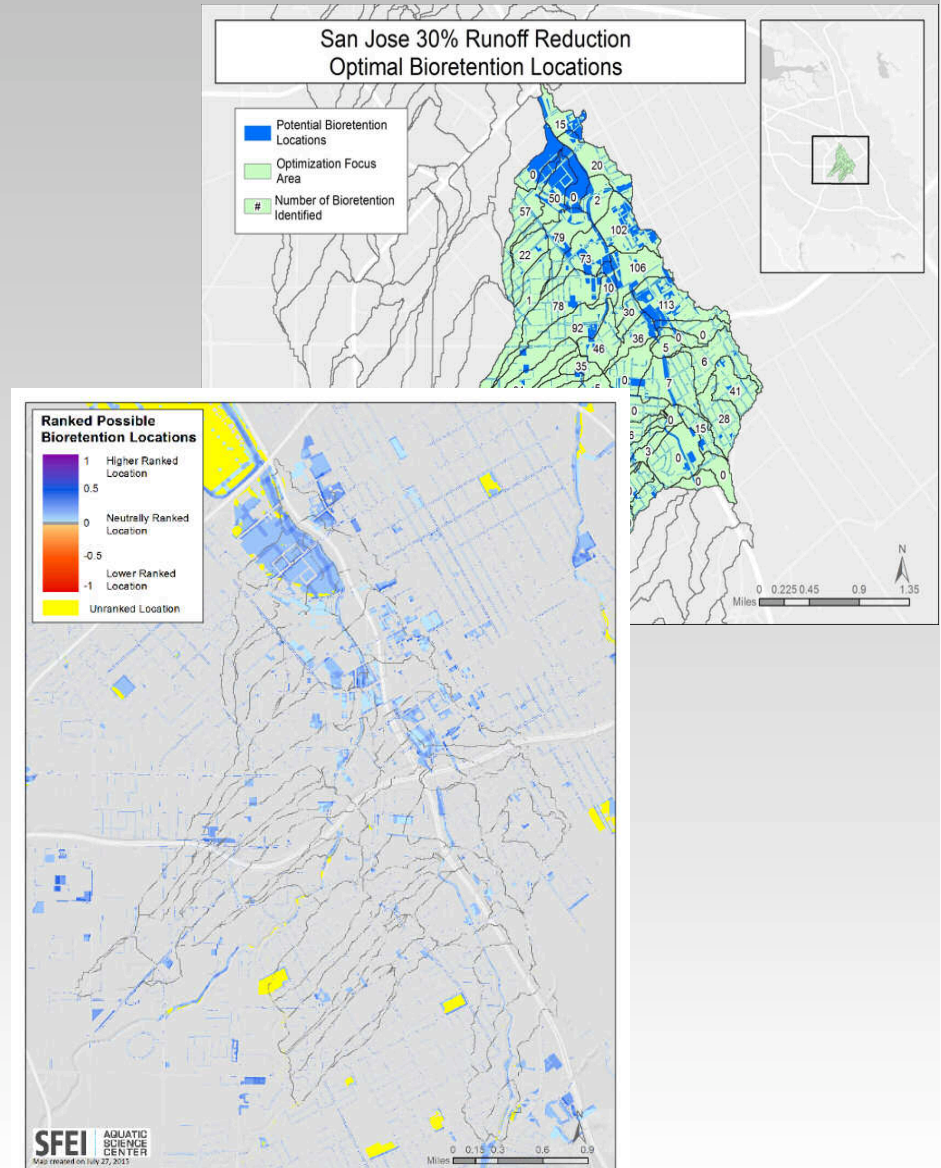 San Jose 30% Runoff Reduction
Optimal Bioretention Locations
Potential Bioretention
Locations
Optimization Focus
Area
# Number of Bioretention
Identified
15
20
0
50
0
2
57
79
102
22
73
106
1
78
10
30
113
92
36
0
0
46
5
35
6
0
7
41
0
0
15
28
6
3
0
0
0
N
0 0.225 0.45 0.9 1.35
Miles
Ranked Possible
Bioretention Locations
1 Higher Ranked
Location
0.5
0 Neutrally Ranked
Location
-0.5
-1 Lower Ranked
Location
Unranked Location
SFEI AQUATIC
SCIENCE
CENTER
Map created on July 27, 2015
N
0 0.15 0.3 0.6 0.9
Miles